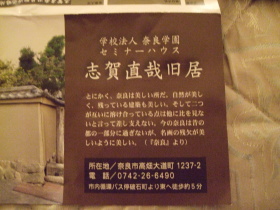 学校法人 奈良学園
セミナーハウス
志賀直哉旧居
とにかく、奈良は美しい所だ。自然が美し
く、残っている建築も美しい。そして二つ
が互に溶けあっている点は他に比を見な
いと言って差し支えない。今の奈良は昔の
都の一部分に過ぎないが、名画の残欠が美し
いように美しい。（『奈良』より）
所在地／奈良市高畑大道町 1237-2
電 話／0742-26-6490
市内循環バス停破石町より東へ徒歩約５分